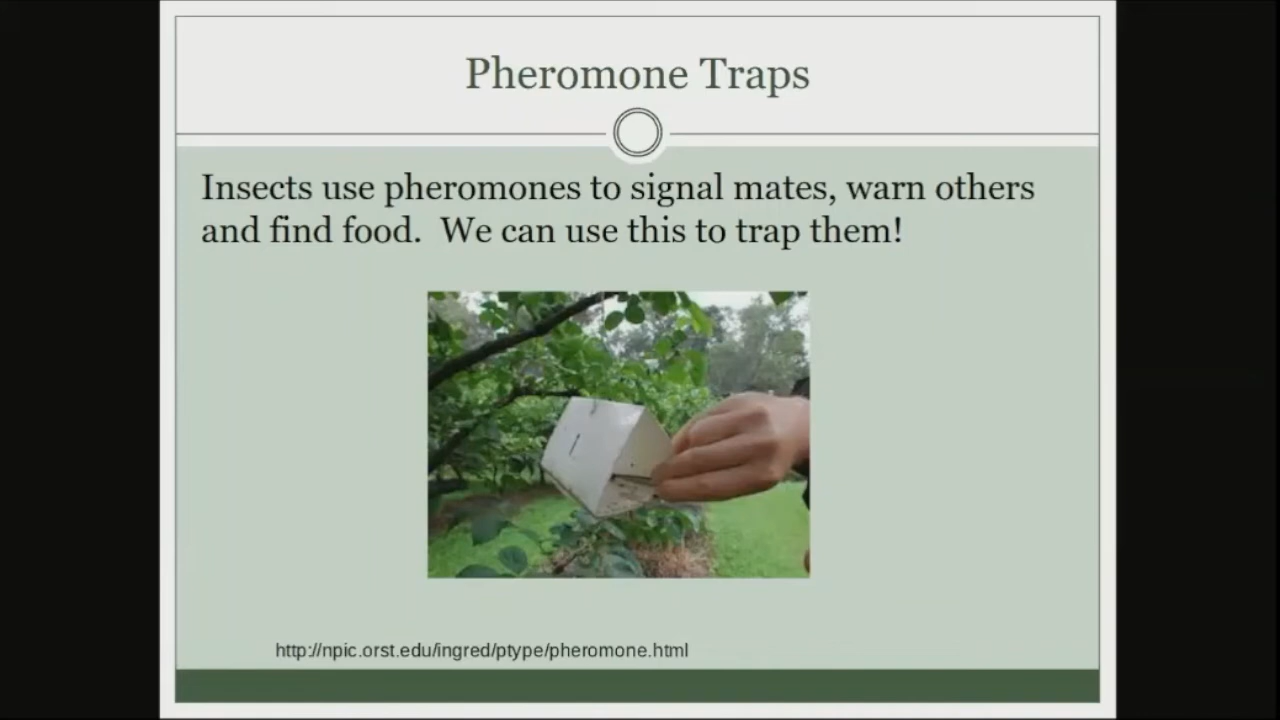 Pheromone Traps
Insects use pheromones to signal mates, warn others
and find food.  We can use this to trap them!
http://npic.orst.edu/ingred/ptype/pheromone.html